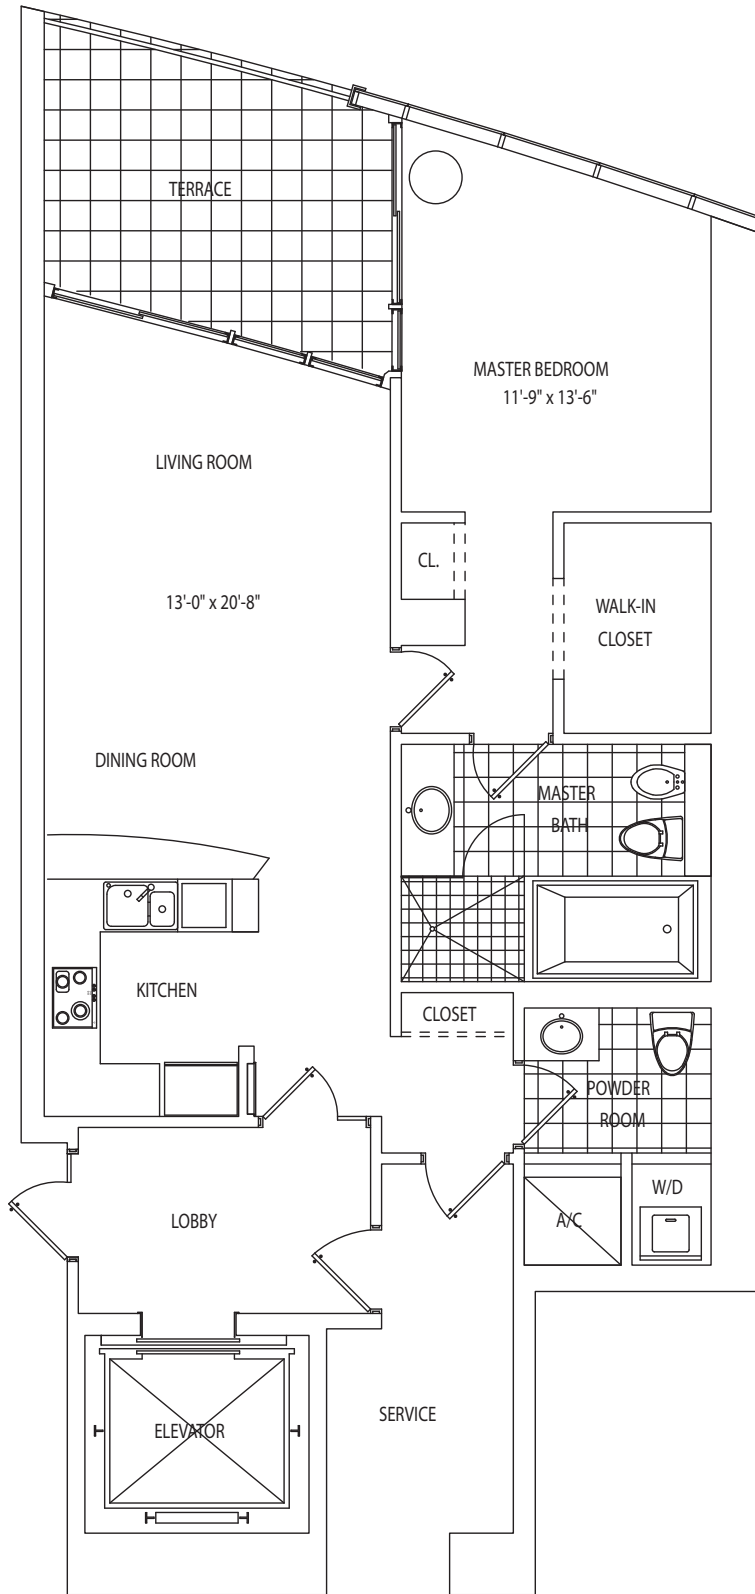 TERRACE
MASTER BEDROOM
11'-9" x 13'-6"
LIVING ROOM
CL.
13'-0" x 20'-8"
WALK-IN
CLOSET
DINING ROOM
MASTER
BATH
KITCHEN
CLOSET
POWDER
ROOM
W/D
A/C
LOBBY
SERVICE
ELEVATOR